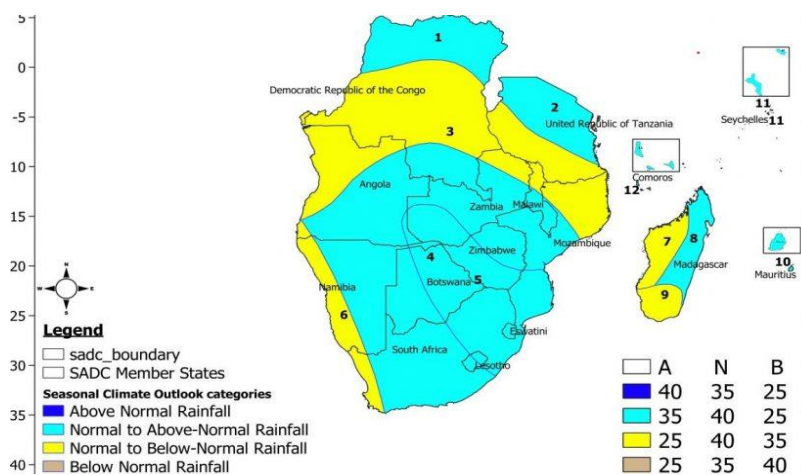 5
0
-5
-10
15
20
25
30
35
40
1
Democratic Republic of the Congo
2
United Republic of Tanzania
3
Angola
Zambia
Malawi
Mozambique
Zimbabwe
4
5
Botswana
Namibia
6
Eswatini
South Africa
Lesotho
11
Seychelles 11
Comoros
12
7
8
Madagascar
9
10
Mauritius
N
W E
S
Legend
sadc_boundary
SADC Member States
Seasonal Climate Outlook categories
Above Normal Rainfall
Normal to Above-Normal Rainfall
Normal to Below-Normal Rainfall
Below Normal Rainfall
A N B
40 35 25
35 40 25
25 40 35
25 35 40